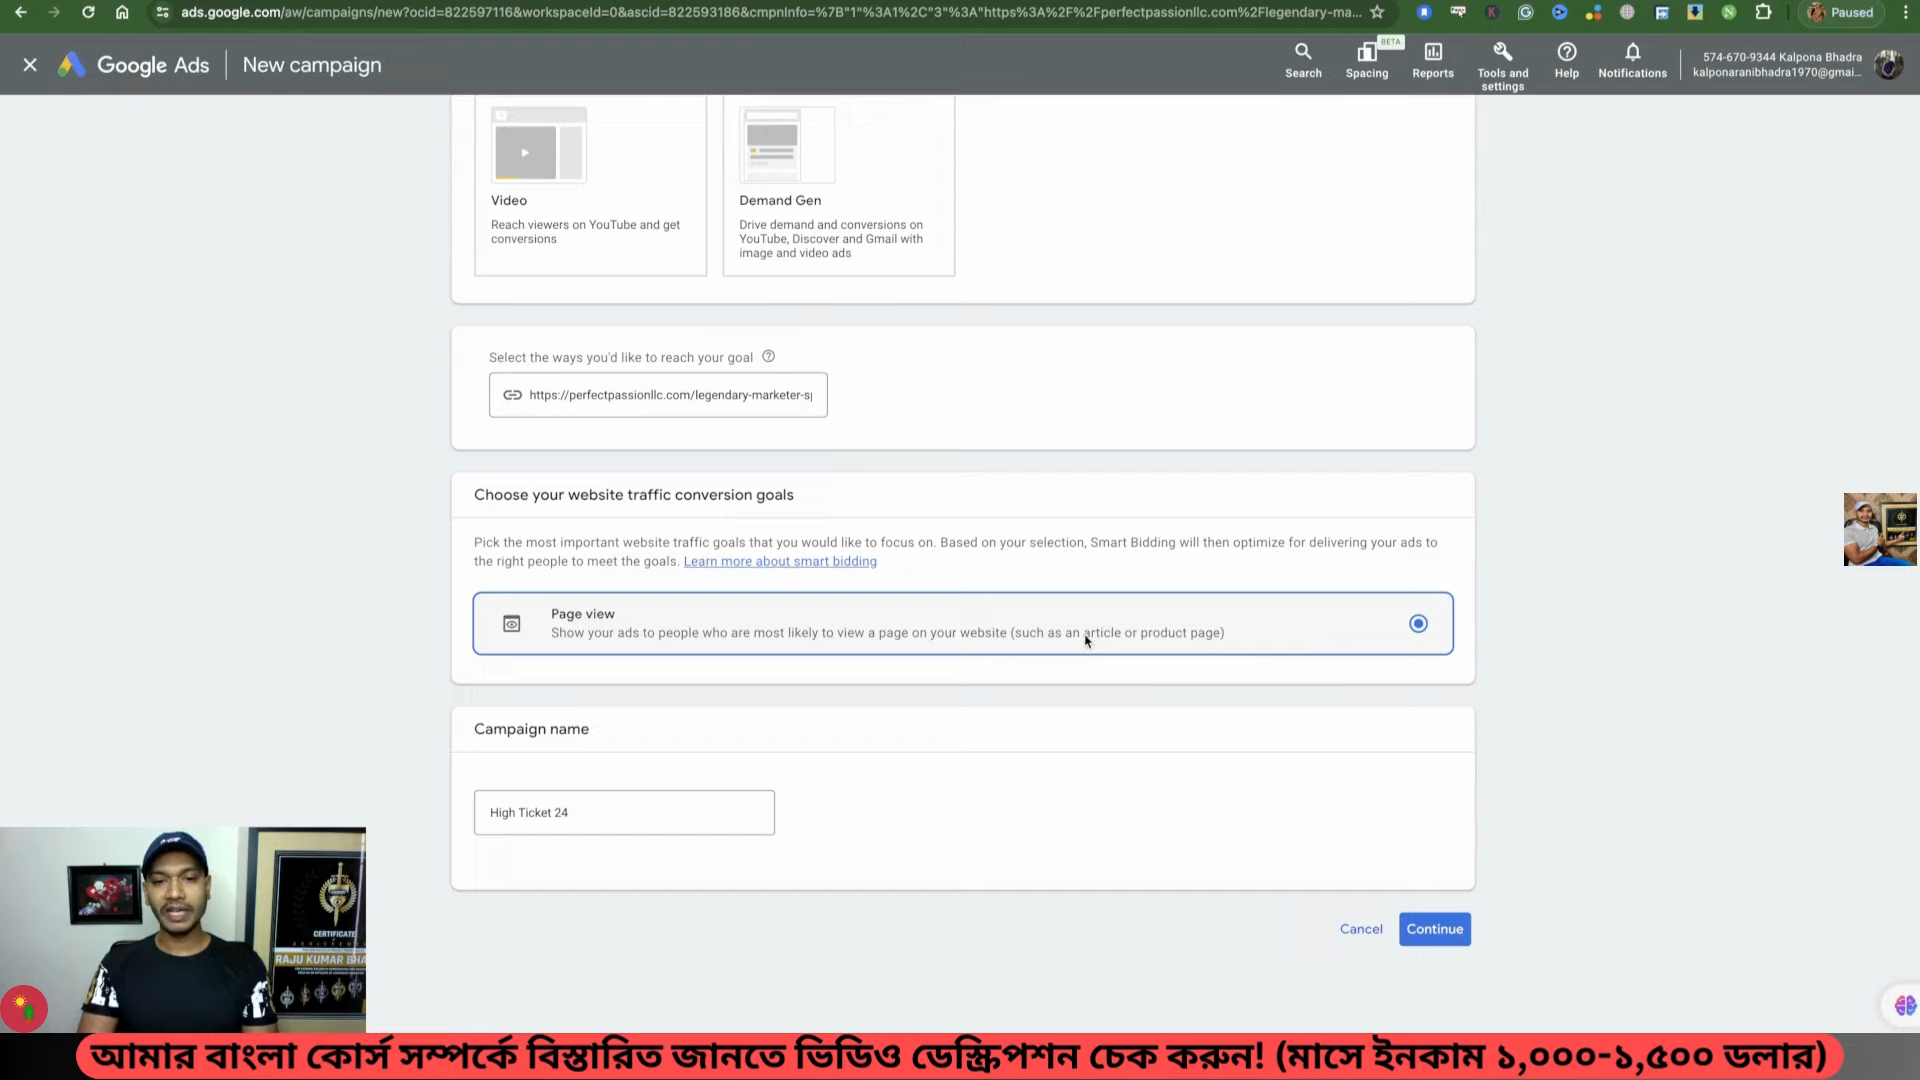 ads.google.com/aw/campaigns/new?ocid=822597116&workspaceId=0&ascid=822593186&cmpnInfo=%7B"1"%3A1%2C"3"%3A"https%3A%2F%2Fperfectpassionllc.com%2Flegendary-ma...
Paused
Google Ads
New campaign
Search
BETA
Spacing
Reports
Tools and settings
Help
Notifications
574-670-9344 Kalpona Bhadra
kalponaranibhadra1970@gmai...
Video
Reach viewers on YouTube and get
conversions
Demand Gen
Drive demand and conversions on
YouTube, Discover and Gmail with
image and video ads
Select the ways you'd like to reach your goal
https://perfectpassionllc.com/legendary-marketer-s
Choose your website traffic conversion goals
Pick the most important website traffic goals that you would like to focus on. Based on your selection, Smart Bidding will then optimize for delivering your ads to
the right people to meet the goals. Learn more about smart bidding
Page view
Show your ads to people who are most likely to view a page on your website (such as an article or product page)
Campaign name
High Ticket 24
Cancel
Continue
CERTIFICATE
RAJU KUMAR BHA
আমার বাংলা কোর্স সম্পর্কে বিস্তারিত জানতে ভিডিও ডেস্ক্রিপশন চেক করুন! (মাসে ইনকাম ১,০০০-১,৫০০ ডলার)